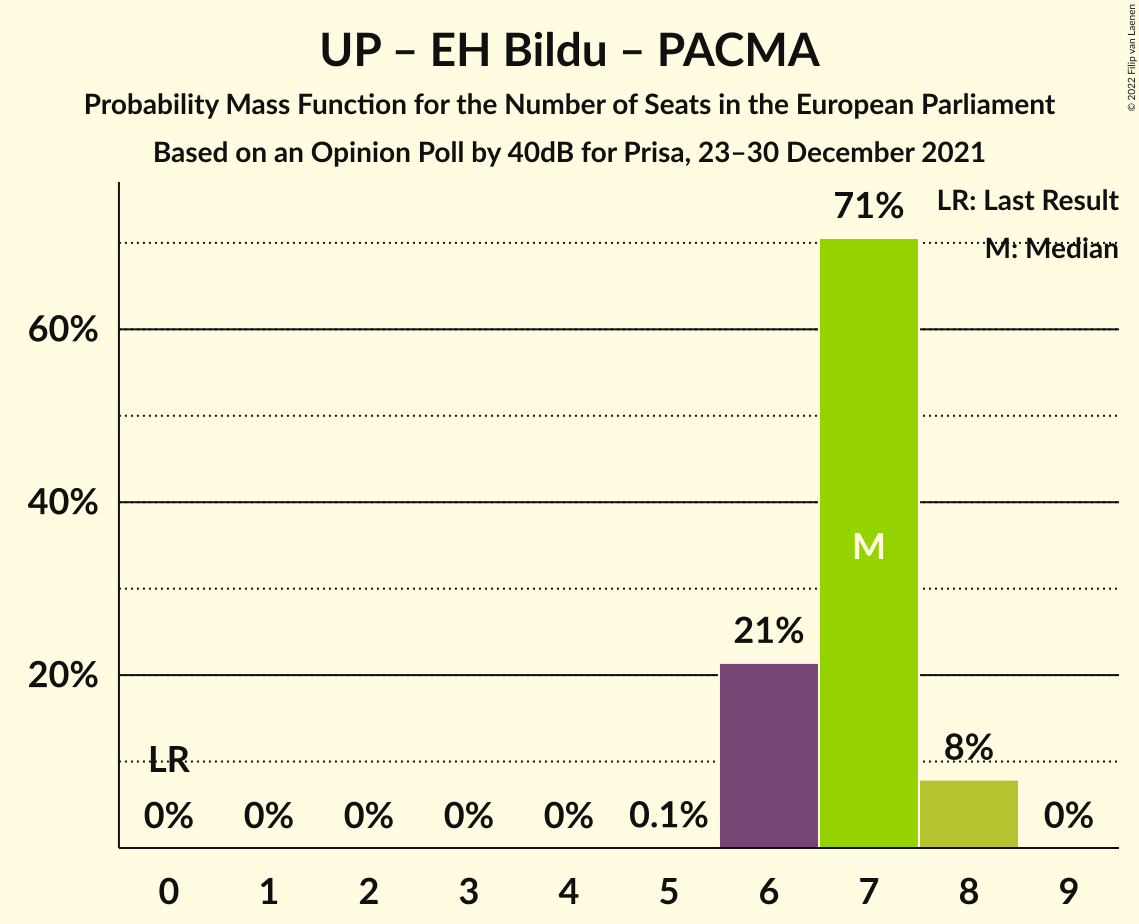 UP – EH Bildu – PACMA
Probability Mass Function for the Number of Seats in the European Parliament
Based on an Opinion Poll by 40dB for Prisa, 23–30 December 2021
© 2022 Filip van Laenen
LR: Last Result
M: Median
71%
60%
40%
M
21%
20%
LR
8%
0% 0% 0% 0% 0% 0.1% 0%
0 1 2 3 4 5 6 7 8 9